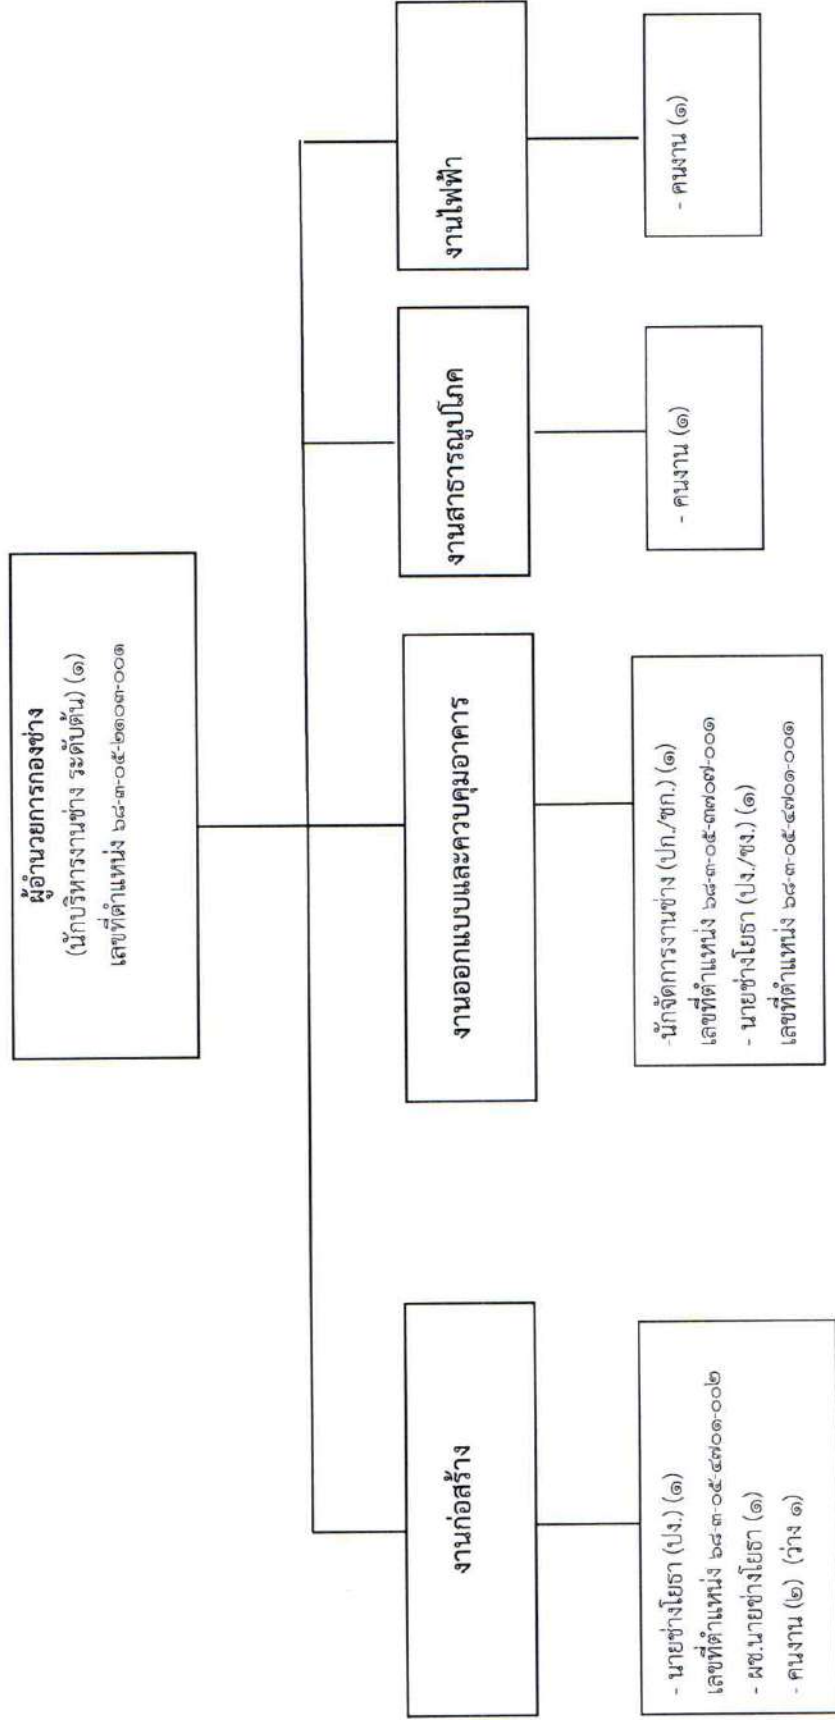 ผู้อำนวยการกองช่าง
(นักบริหารงานช่าง ระดับต้น) (๑)
เลขที่ตำแหน่ง ๖๘-๓-๐๕-๒๑๐๓-๐๐๑
งานก่อสร้าง
งานออกแบบและควบคุมอาคาร
งานสาธารณูปโภค
งานไฟฟ้า
- นายช่างโยธา (ปง.) (๑)
เลขที่ตำแหน่ง ๖๘-๓-๐๕-๔๗๐๑-๐๐๒
- ผช.นายช่างโยธา (๑)
- คนงาน (๒) (ว่าง ๑)
-นักจัดการงานช่าง (ปก./ชก.) (๑)
เลขที่ตำแหน่ง ๖๘-๓-๐๕-๓๗๐๗-๐๐๑
- นายช่างโยธา (ปง./ชง.) (๑)
เลขที่ตำแหน่ง ๖๘-๓-๐๕-๔๗๐๑-๐๐๑
- คนงาน (๑)
- คนงาน (๑)